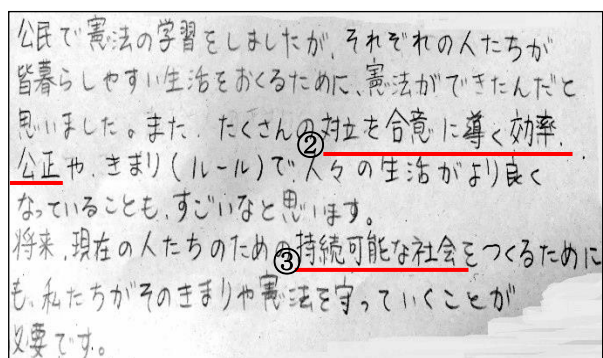 公民で憲法の学習をしましたが、それぞれの人たちが
皆暮らしやすい生活をおくるために、憲法ができたんだと
思いました。また、たくさんの②対立を合意に導く効率、
公正や、きまり(ルール)で、人々の生活がより良く
なっていることも、すごいなと思います。
将来、現在の人たちのための③持続可能な社会をつくるために
も、私たちがそのきまりや憲法を守っていくことが
必要です。